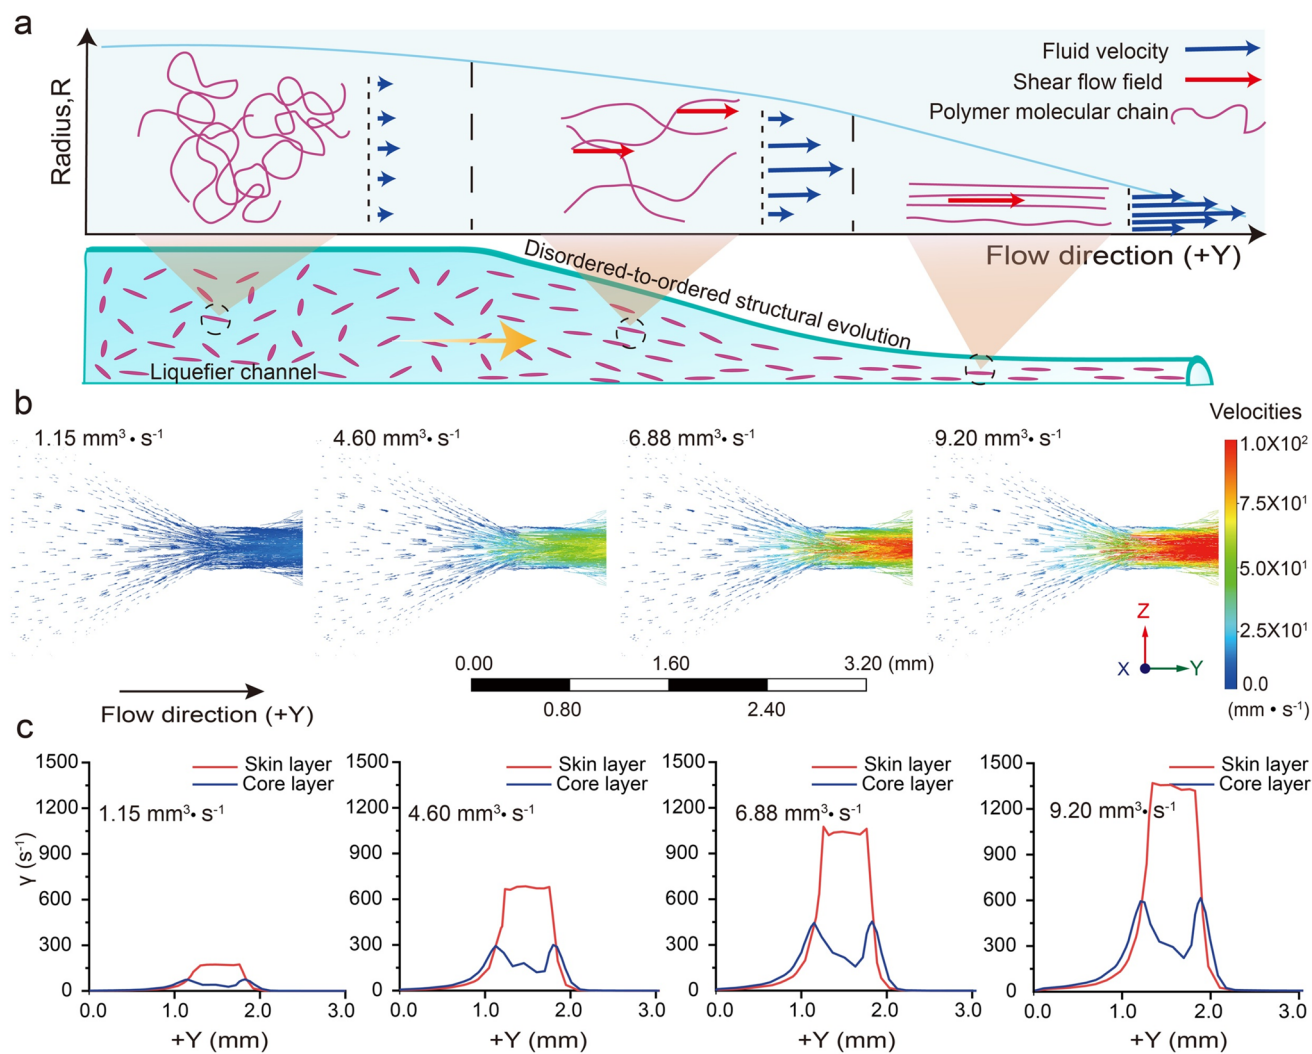 a
Radius,R
Fluid velocity
Shear flow field
Polymer molecular chain
Flow direction (+Y)
Disordered-to-ordered structural evolution
Liquefier channel
b
1.15 mm³• s⁻¹
4.60 mm³• s⁻¹
6.88 mm³• s⁻¹
9.20 mm³• s⁻¹
Velocities
1.0X10²
7.5X10¹
5.0X10¹
2.5X10¹
0.0
(mm • s⁻¹)
Z
X
Y
0.00
1.60
3.20 (mm)
0.80
2.40
Flow direction (+Y)
c
γ (s⁻¹)
1500
1200
900
600
300
0
Skin layer
Core layer
1.15 mm³• s⁻¹
0.0
1.0
2.0
3.0
+Y (mm)
1500
1200
900
600
300
0
Skin layer
Core layer
4.60 mm³• s⁻¹
0.0
1.0
2.0
3.0
+Y (mm)
1500
1200
900
600
300
0
Skin layer
Core layer
6.88 mm³• s⁻¹
0.0
1.0
2.0
3.0
+Y (mm)
1500
1200
900
600
300
0
Skin layer
Core layer
9.20 mm³• s⁻¹
0.0
1.0
2.0
3.0
+Y (mm)